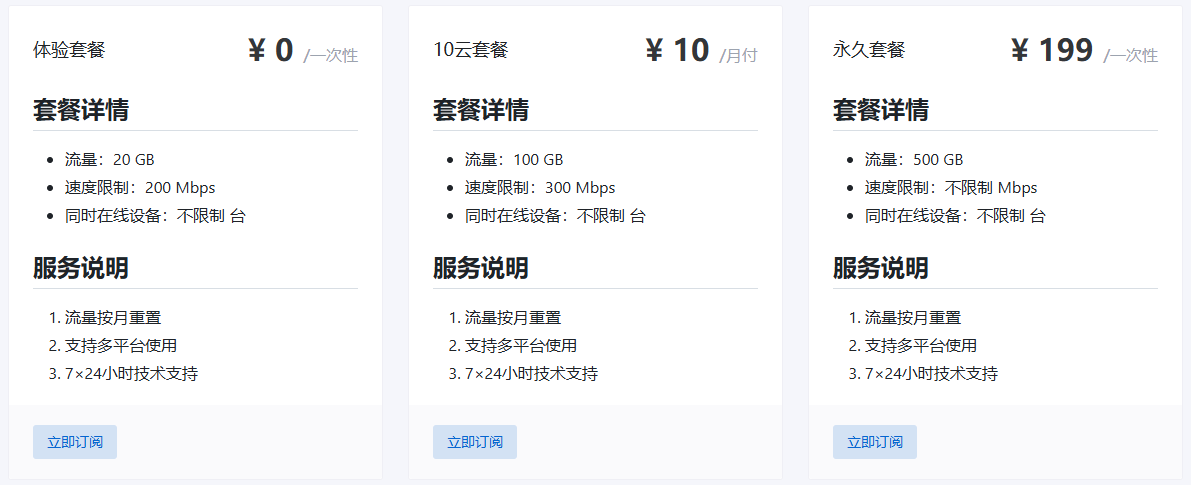 体验套餐 ¥ 0 /一次性
套餐详情
• 流量：20 GB
• 速度限制：200 Mbps
• 同时在线设备：不限制 台
服务说明
1. 流量按月重置
2. 支持多平台使用
3. 7×24小时技术支持
立即订阅
10云套餐 ¥ 10 /月付
套餐详情
• 流量：100 GB
• 速度限制：300 Mbps
• 同时在线设备：不限制 台
服务说明
1. 流量按月重置
2. 支持多平台使用
3. 7×24小时技术支持
立即订阅
永久套餐 ¥ 199 /一次性
套餐详情
• 流量：500 GB
• 速度限制：不限制 Mbps
• 同时在线设备：不限制 台
服务说明
1. 流量按月重置
2. 支持多平台使用
3. 7×24小时技术支持
立即订阅